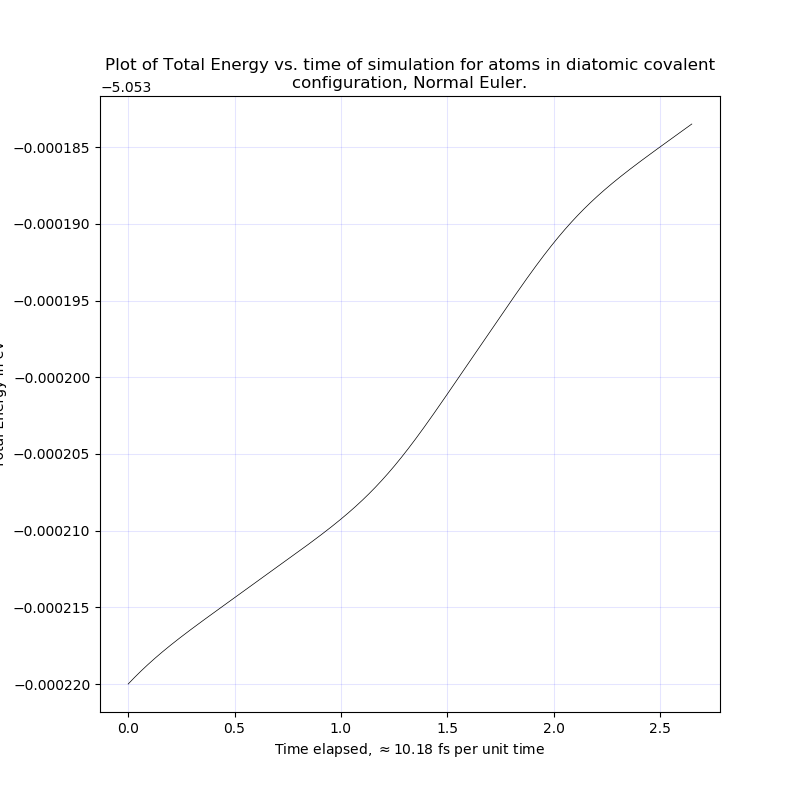 Plot of Total Energy vs. time of simulation for atoms in diatomic covalent
configuration, Normal Euler.
−5.053
−0.000185
−0.000190
−0.000195
−0.000200
−0.000205
−0.000210
−0.000215
−0.000220
0.0 0.5 1.0 1.5 2.0 2.5
Time elapsed, ≈ 10.18 fs per unit time